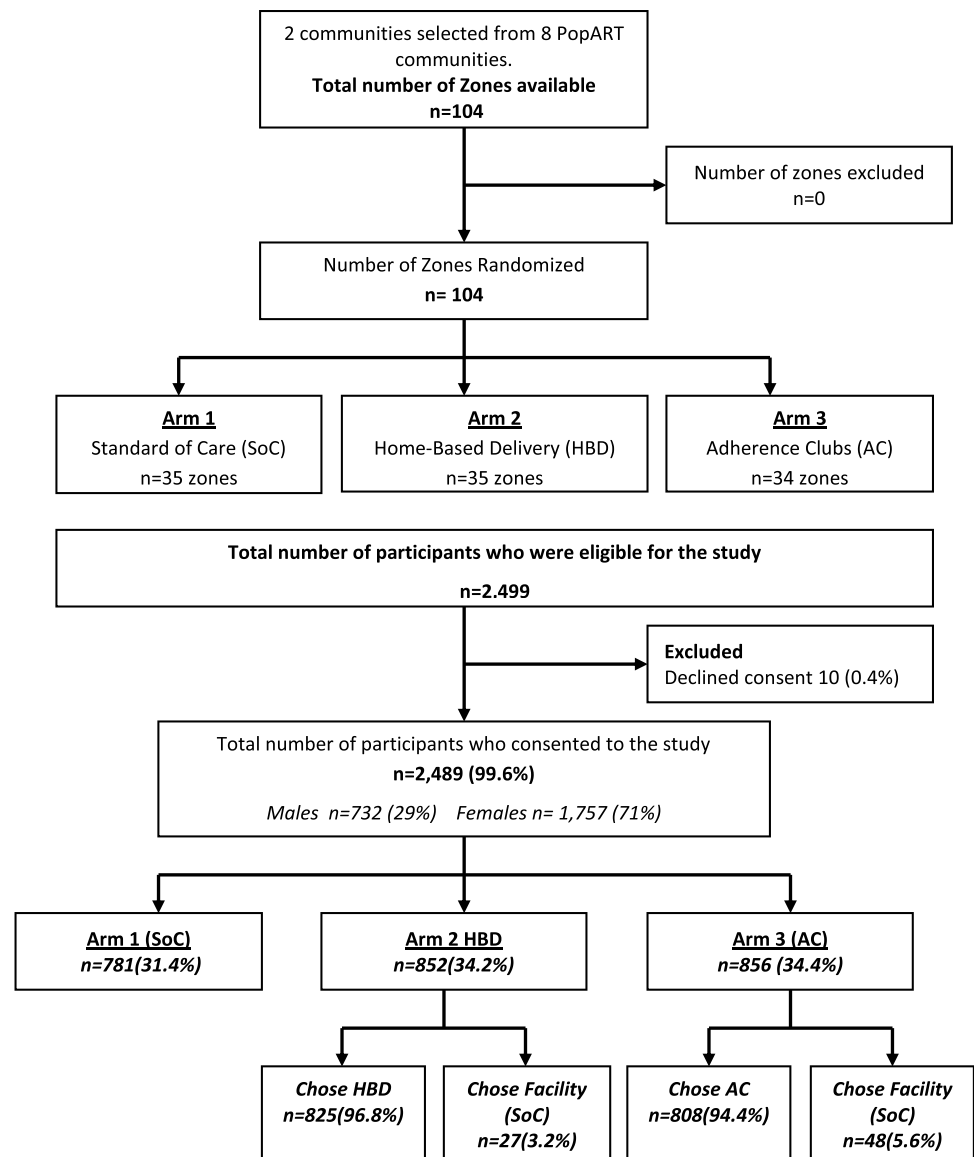 2 communities selected from 8 PopART
communities.
Total number of Zones available
n=104
Number of zones excluded
n=0
Number of Zones Randomized
n= 104
Arm 1
Standard of Care (SoC)
n=35 zones
Arm 2
Home-Based Delivery (HBD)
n=35 zones
Arm 3
Adherence Clubs (AC)
n=34 zones
Total number of participants who were eligible for the study
n=2.499
Excluded
Declined consent 10 (0.4%)
Total number of participants who consented to the study
n=2,489 (99.6%)
Males n=732 (29%) Females n= 1,757 (71%)
Arm 1 (SoC)
n=781(31.4%)
Arm 2 HBD
n=852(34.2%)
Arm 3 (AC)
n=856 (34.4%)
Chose HBD
n=825(96.8%)
Chose Facility
(SoC)
n=27(3.2%)
Chose AC
n=808(94.4%)
Chose Facility
(SoC)
n=48(5.6%)